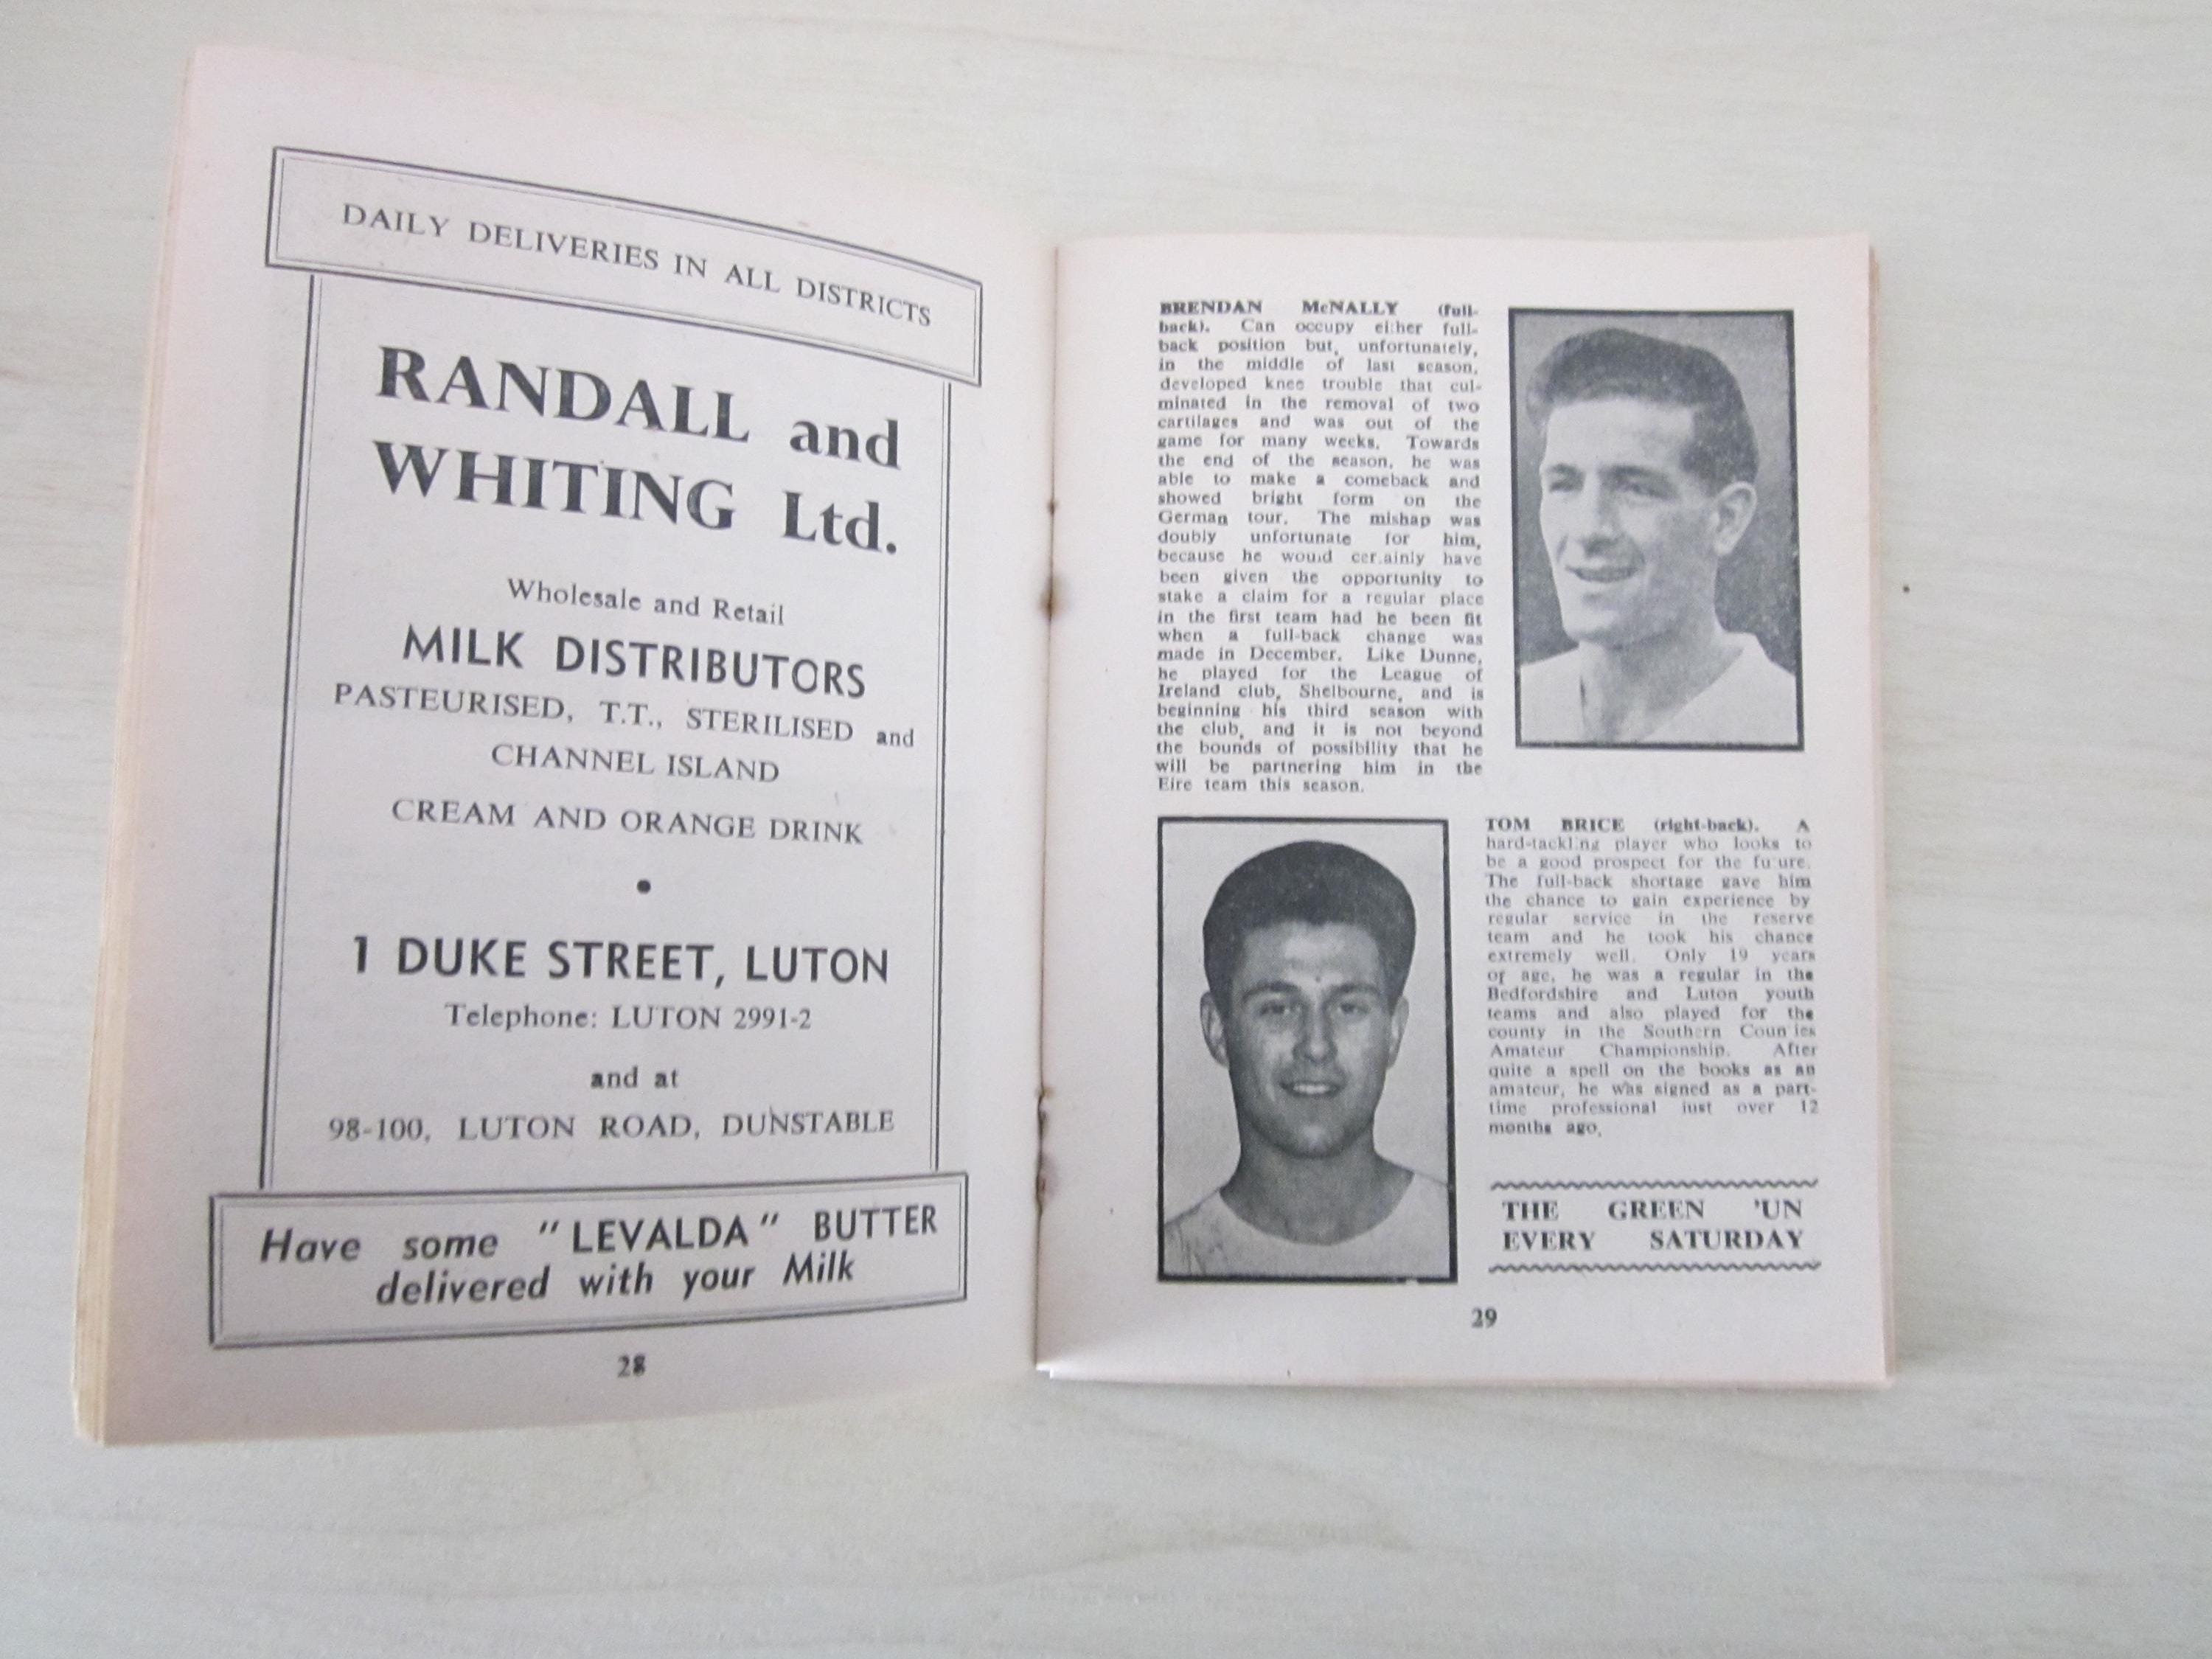 DAILY DELIVERIES IN ALL DISTRICTS
RANDALL and
WHITING Ltd.
Wholesale and Retail
MILK DISTRIBUTORS
PASTEURISED, T.T., STERILISED and
CHANNEL ISLAND
CREAM AND ORANGE DRINK
•
1 DUKE STREET, LUTON
Telephone: LUTON 2991-2
and at
98-100, LUTON ROAD, DUNSTABLE
Have some "LEVALDA" BUTTER
delivered with your Milk
28
BRENDAN McNALLY (full-
back). Can occupy either full-
back position but, unfortunately,
in the middle of last season,
developed knee trouble that cul-
minated in the removal of two
cartilages and was out of the
game for many weeks. Towards
the end of the season, he was
able to make a comeback and
showed bright form on the
German tour. The mishap was
doubly unfortunate for him,
because he would cer.ainly have
been given the opportunity to
stake a claim for a regular place
in the first team had he been fit
when a full-back change was
made in December. Like Dunne,
he played for the League of
Ireland club, Shelbourne, and is
beginning his third season with
the club, and it is not beyond
the bounds of possibility that he
will be partnering him in the
Eire team this season.
TOM BRICE (right-back). A
hard-tackling player who looks to
be a good prospect for the fu ure.
The full-back shortage gave him
the chance to gain experience by
regular service in the reserve
team and he took his chance
extremely well. Only 19 years
of age, he was a regular in the
Bedfordshire and Luton youth
teams and also played for the
county in the Southern Coun ies
Amateur Championship. After
quite a spell on the books as an
amateur, he was signed as a part-
time professional just over 12
months ago.
THE GREEN 'UN
EVERY SATURDAY
29